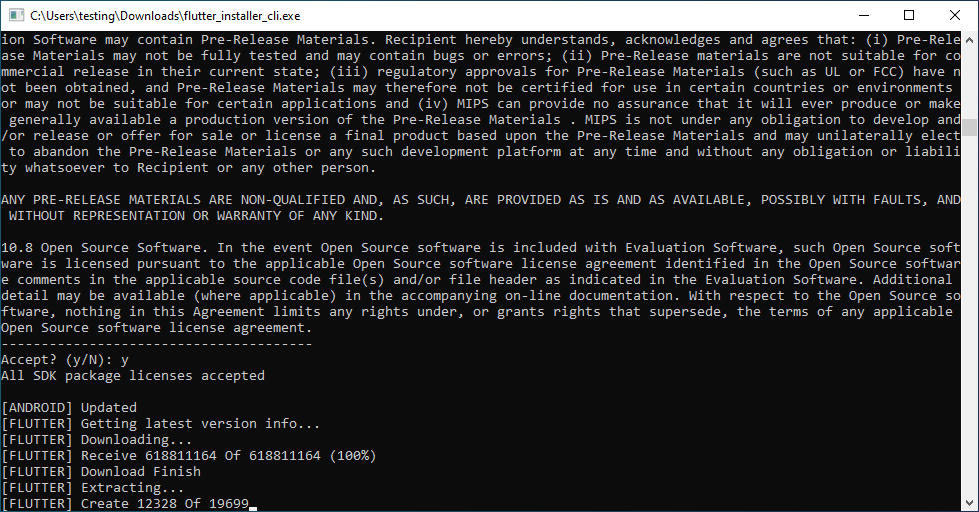 C:\Users\testing\Downloads\flutter_installer_cli.exe
ion Software may contain Pre-Release Materials. Recipient hereby understands, acknowledges and agrees that: (i) Pre-Rele
ase Materials may not be fully tested and may contain bugs or errors; (ii) Pre-Release materials are not suitable for co
mmercial release in their current state; (iii) regulatory approvals for Pre-Release Materials (such as UL or FCC) have n
ot been obtained, and Pre-Release Materials may therefore not be certified for use in certain countries or environments
or may not be suitable for certain applications and (iv) MIPS can provide no assurance that it will ever produce or make
generally available a production version of the Pre-Release Materials . MIPS is not under any obligation to develop and
/or release or offer for sale or license a final product based upon the Pre-Release Materials and may unilaterally elect
to abandon the Pre-Release Materials or any such development platform at any time and without any obligation or liabili
ty whatsoever to Recipient or any other person.
ANY PRE-RELEASE MATERIALS ARE NON-QUALIFIED AND, AS SUCH, ARE PROVIDED AS IS AND AS AVAILABLE, POSSIBLY WITH FAULTS, AND
WITHOUT REPRESENTATION OR WARRANTY OF ANY KIND.
10.8 Open Source Software. In the event Open Source software is included with Evaluation Software, such Open Source soft
ware is licensed pursuant to the applicable Open Source software license agreement identified in the Open Source softwar
e comments in the applicable source code file(s) and/or file header as indicated in the Evaluation Software. Additional
detail may be available (where applicable) in the accompanying on-line documentation. With respect to the Open Source so
ftware, nothing in this Agreement limits any rights under, or grants rights that supersede, the terms of any applicable
Open Source software license agreement.
---------------------------------------
Accept? (y/N): y
All SDK package licenses accepted
[ANDROID] Updated
[FLUTTER] Getting latest version info...
[FLUTTER] Downloading...
[FLUTTER] Receive 618811164 Of 618811164 (100%)
[FLUTTER] Download Finish
[FLUTTER] Extracting...
[FLUTTER] Create 12328 Of 19699